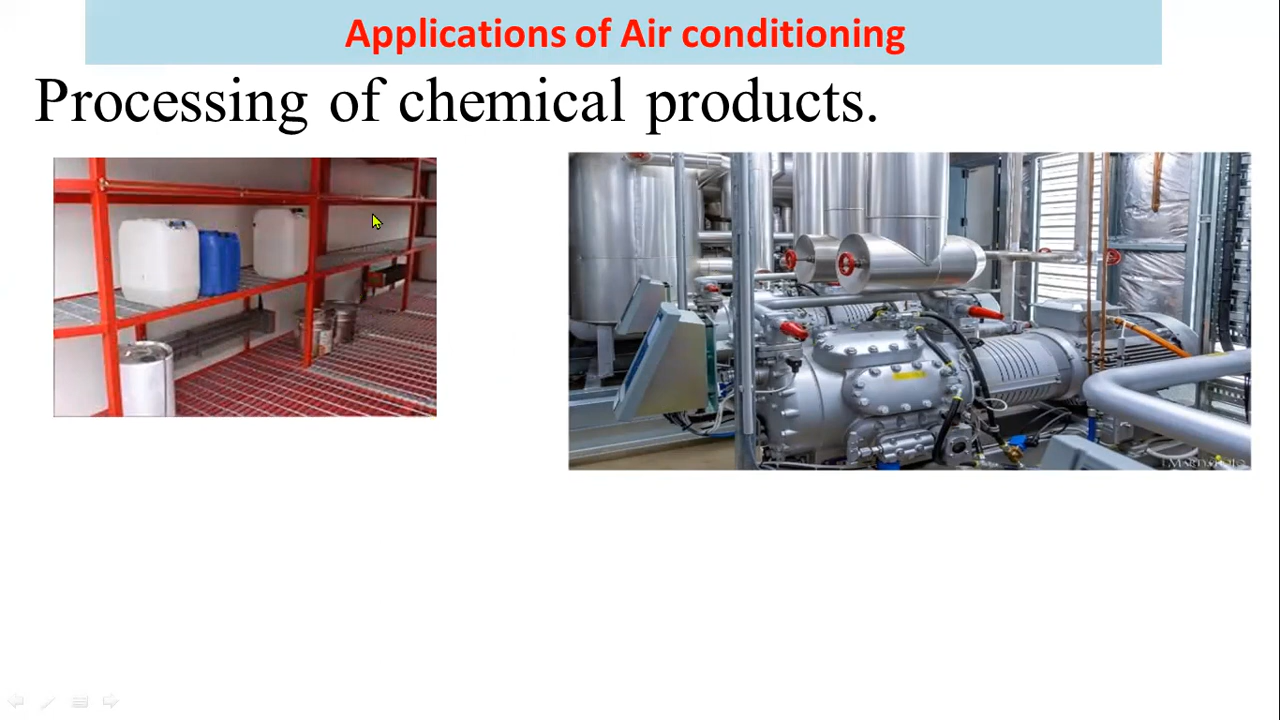 Applications of Air conditioning
Processing of chemical products.